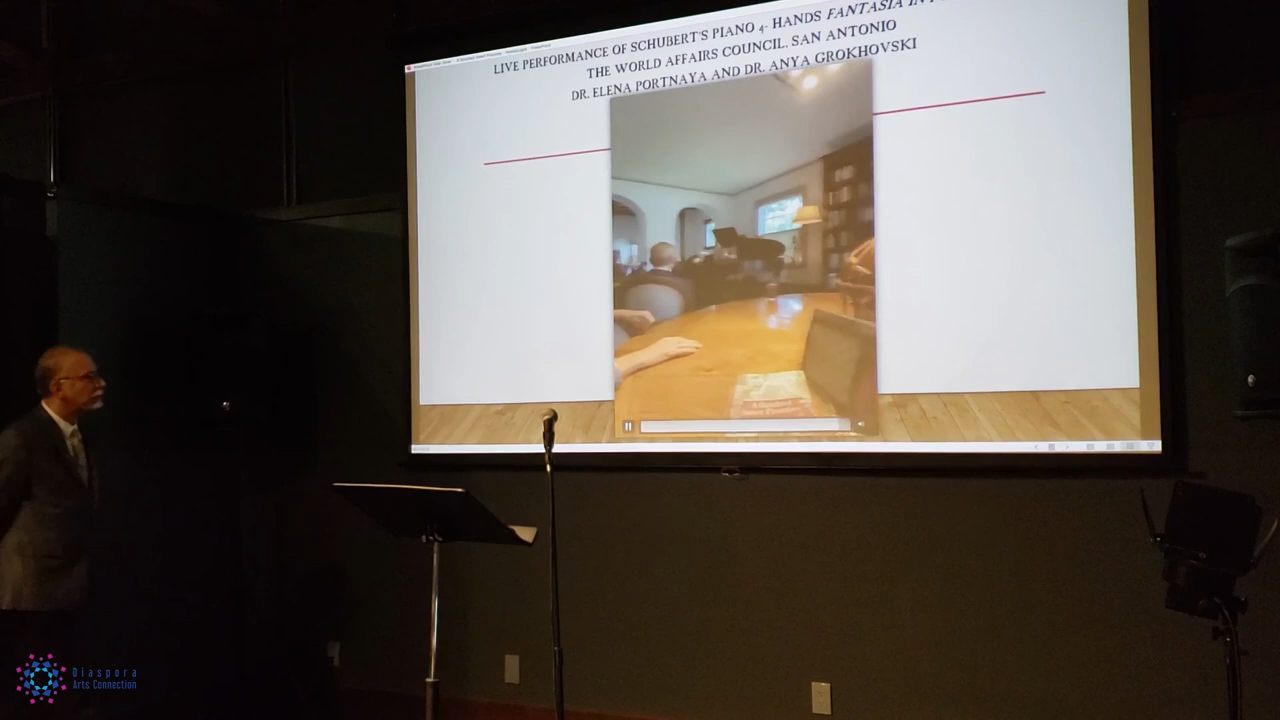 LIVE PERFORMANCE OF SCHUBERT'S PIANO 4- HANDS FANTASIA IN
THE WORLD AFFAIRS COUNCIL, SAN ANTONIO
DR. ELENA PORTNAYA AND DR. ANYA GROKHOVSKI
Diaspora
Arts Connection